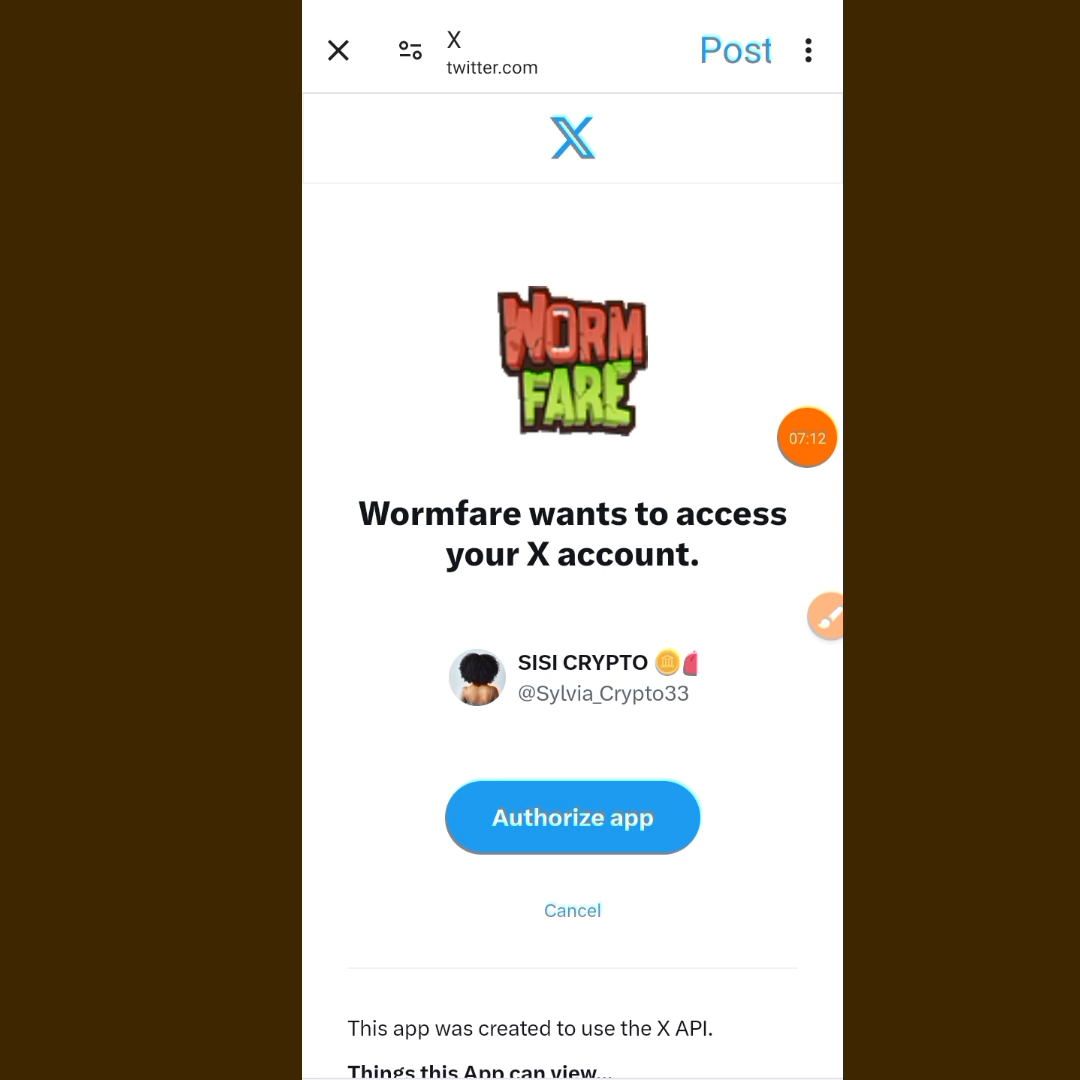 X
twitter.com
Post
WORM
FARE
07:12
Wormfare wants to access
your X account.
SISI CRYPTO
@Sylvia_Crypto33
Authorize app
Cancel
This app was created to use the X API.
Things this App can view...